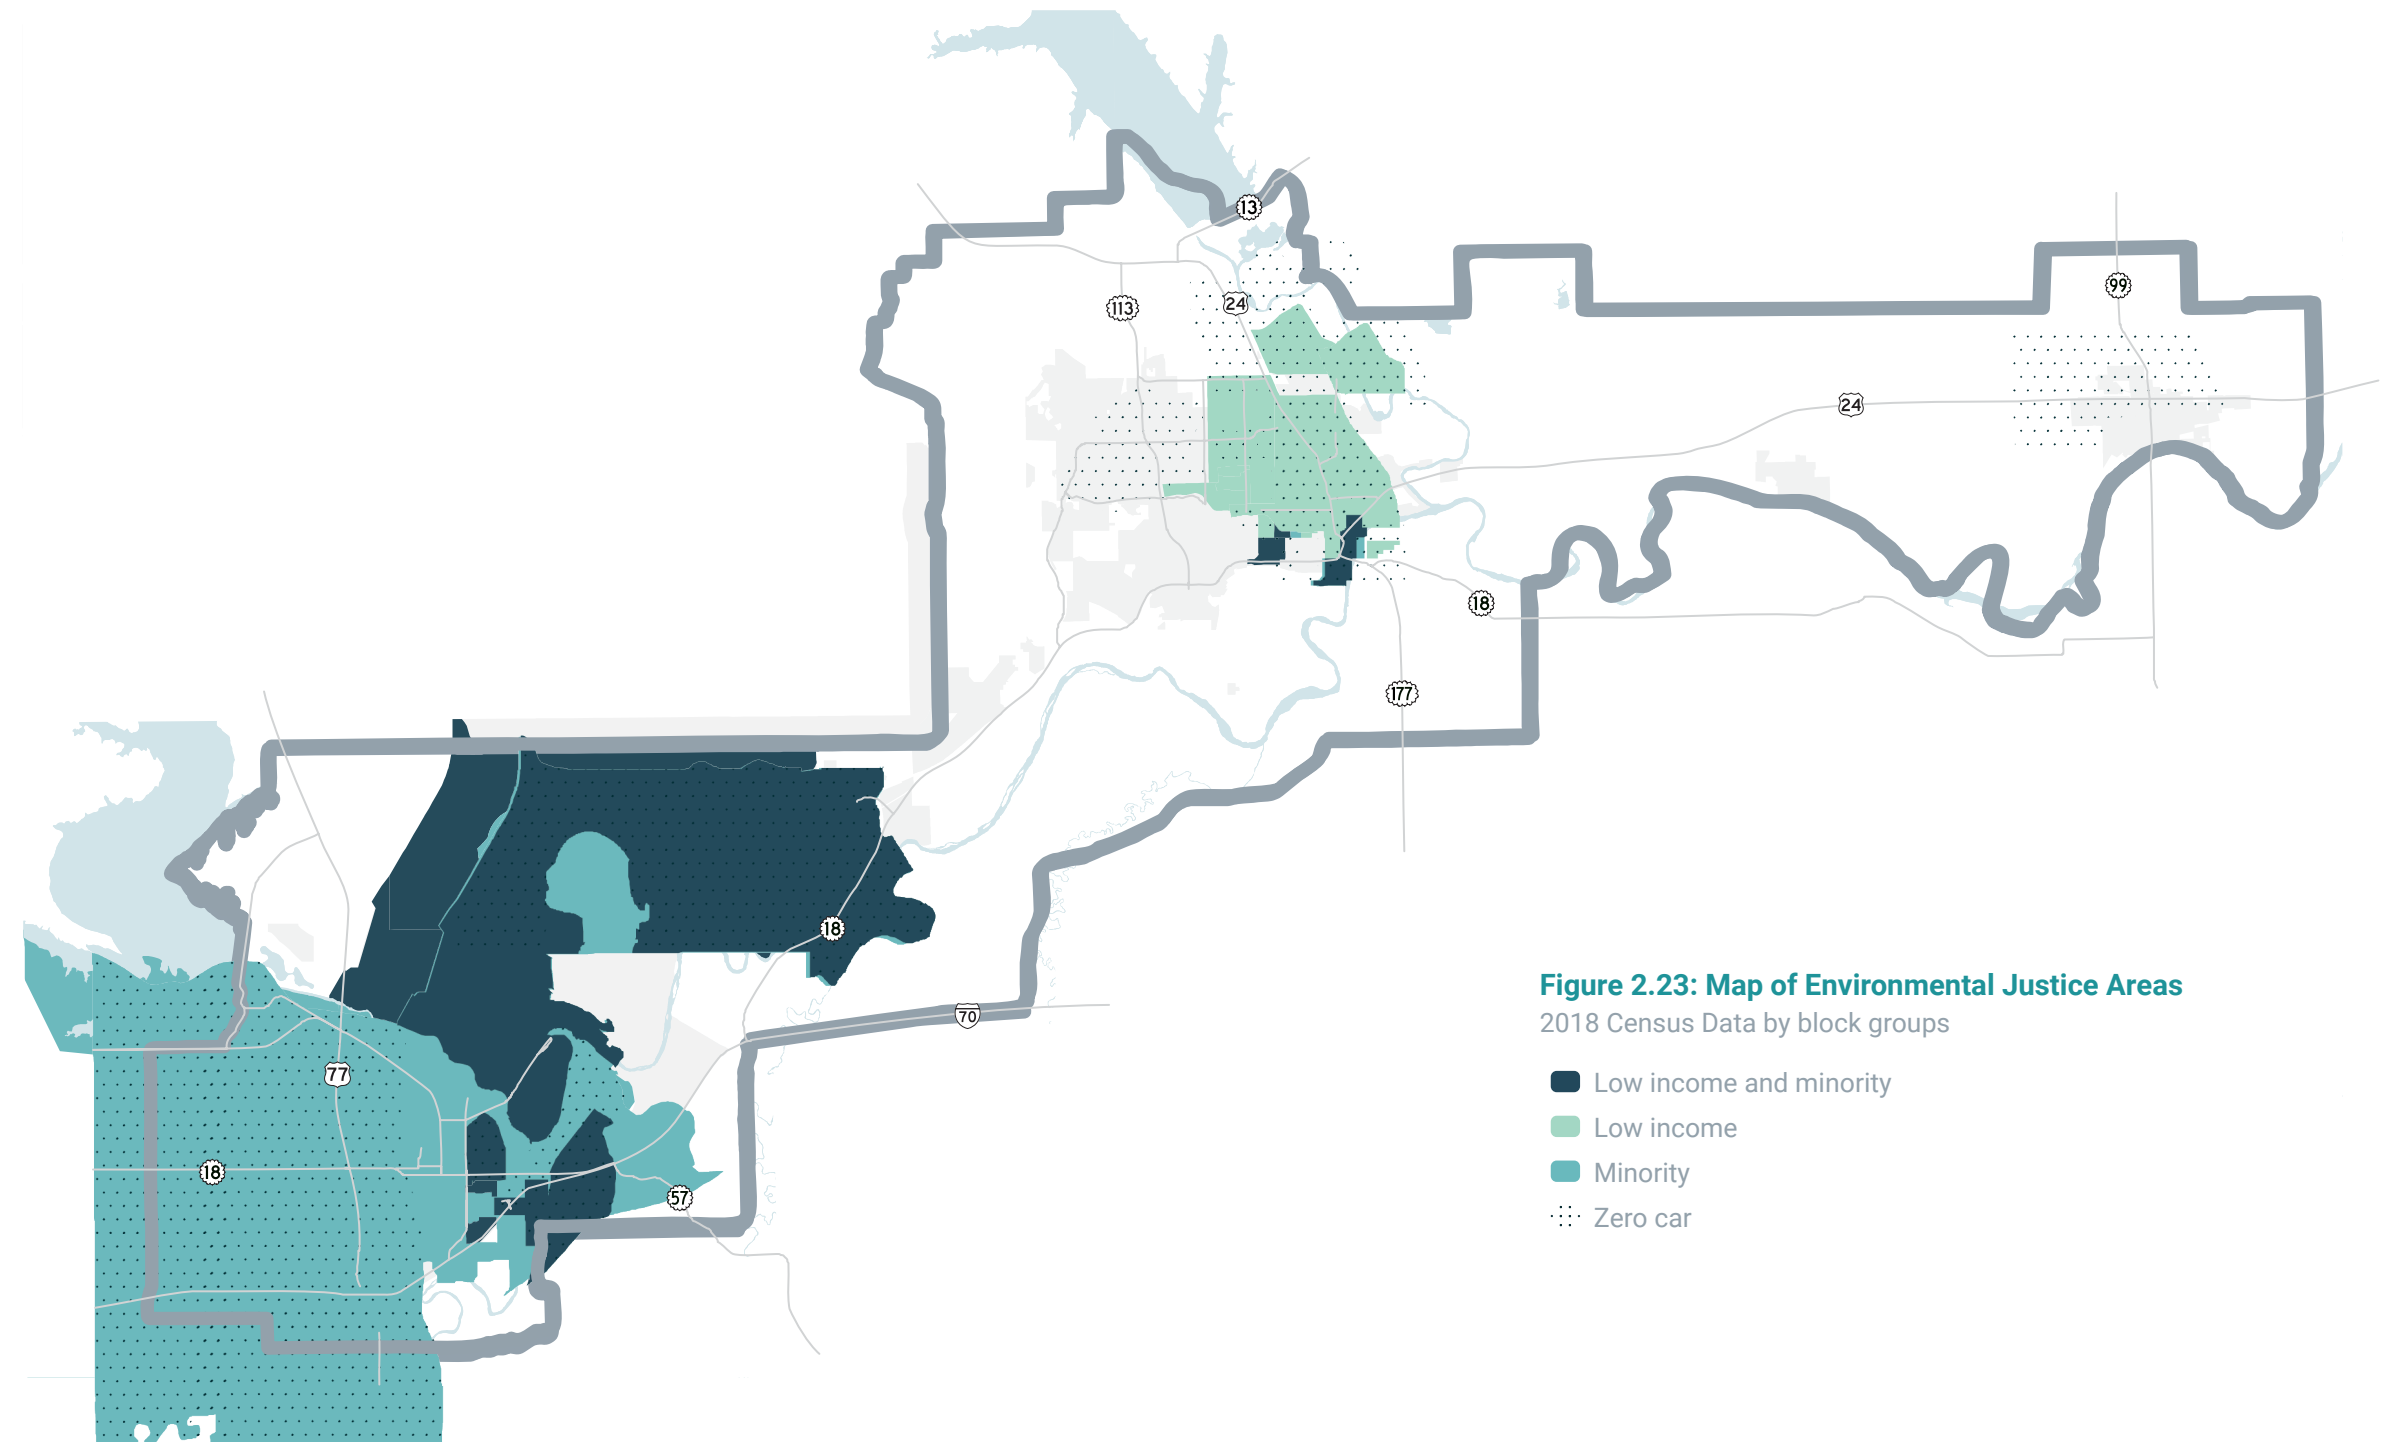 13
99
113
24
24
18
177
18
Figure 2.23: Map of Environmental Justice Areas
70
2018 Census Data by block groups
77
Low income and minority
Low income
18
Minority
57
Zero car